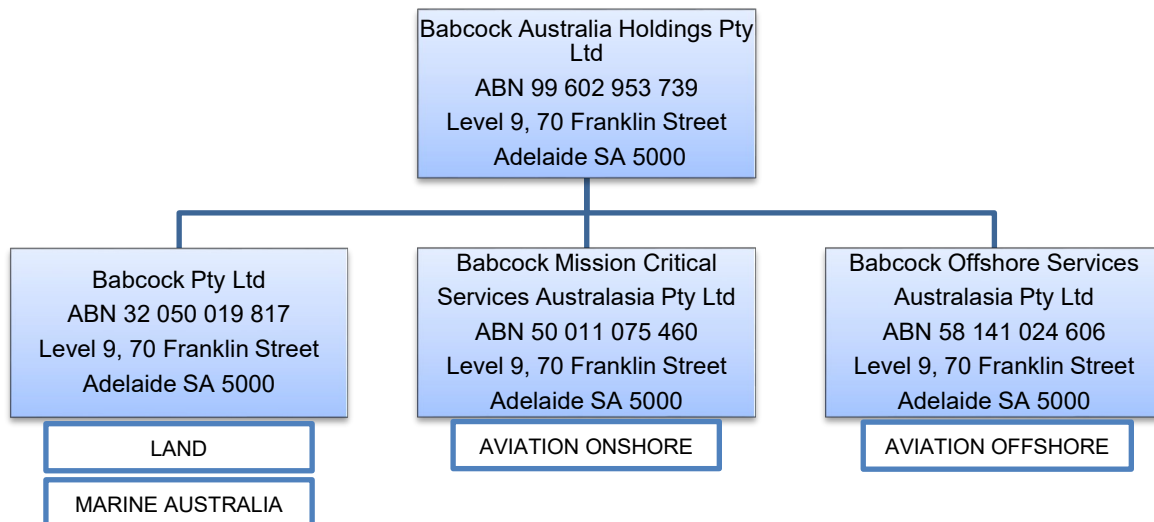 Babcock Australia Holdings Pty
Ltd
ABN 99 602 953 739
Level 9, 70 Franklin Street
Adelaide SA 5000
Babcock Pty Ltd
ABN 32 050 019 817
Level 9, 70 Franklin Street
Adelaide SA 5000
LAND
MARINE AUSTRALIA
Babcock Mission Critical
Services Australasia Pty Ltd
ABN 50 011 075 460
Level 9, 70 Franklin Street
Adelaide SA 5000
AVIATION ONSHORE
Babcock Offshore Services
Australasia Pty Ltd
ABN 58 141 024 606
Level 9, 70 Franklin Street
Adelaide SA 5000
AVIATION OFFSHORE